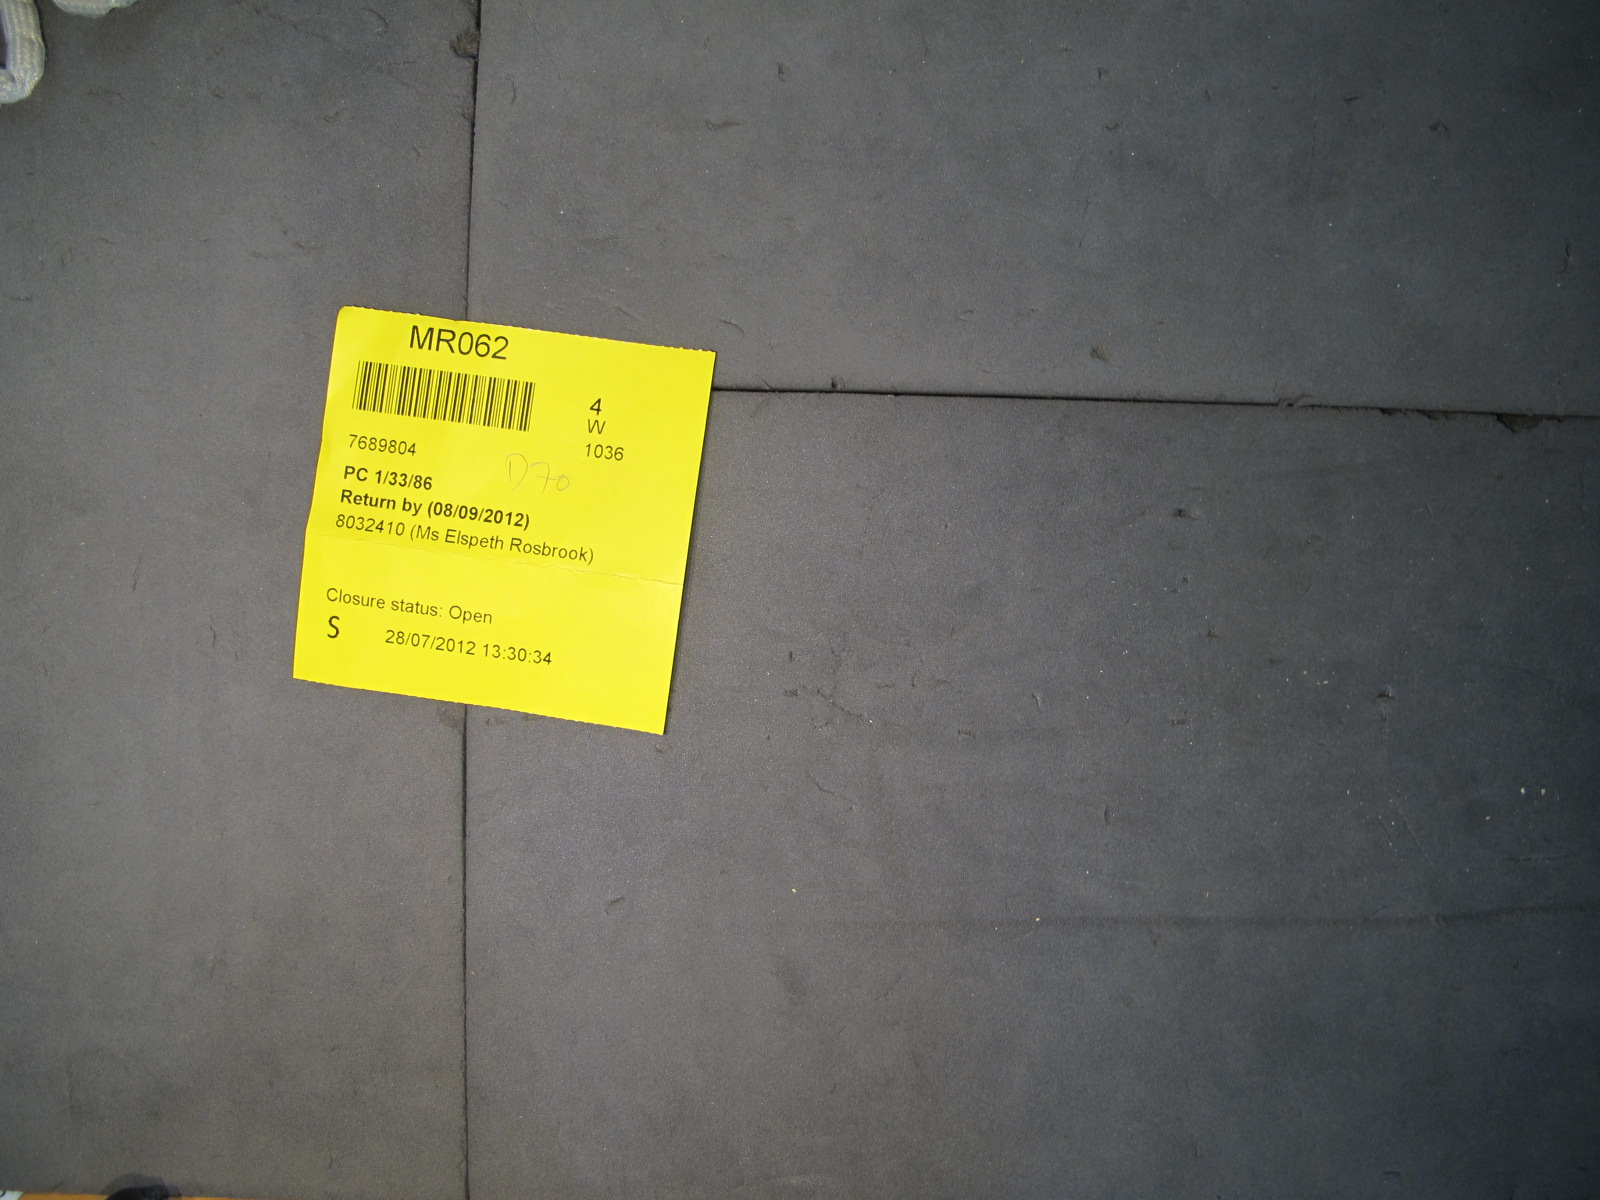 MR062
4
W
7689804
1036
PC 1/33/86
D70
Return by (08/09/2012)
8032410 (Ms Elspeth Rosbrook)
Closure status: Open
S 28/07/2012 13:30:34